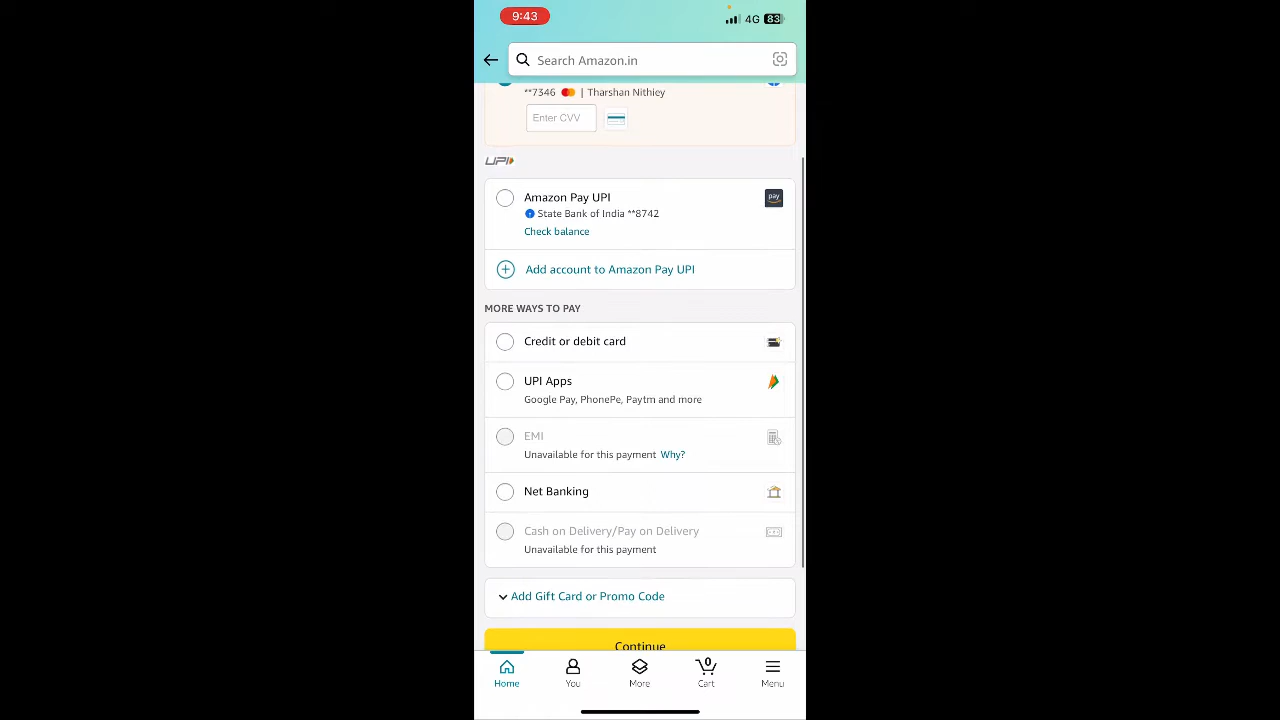 9:43
4G 83
Search Amazon.in
**7346 | Tharshan Nithiey
Enter CVV
UPI
Amazon Pay UPI
pay
State Bank of India **8742
Check balance
Add account to Amazon Pay UPI
MORE WAYS TO PAY
Credit or debit card
UPI Apps
Google Pay, PhonePe, Paytm and more
EMI
Unavailable for this payment Why?
Net Banking
Cash on Delivery/Pay on Delivery
Unavailable for this payment
Add Gift Card or Promo Code
Continue
0
Home You More Cart Menu